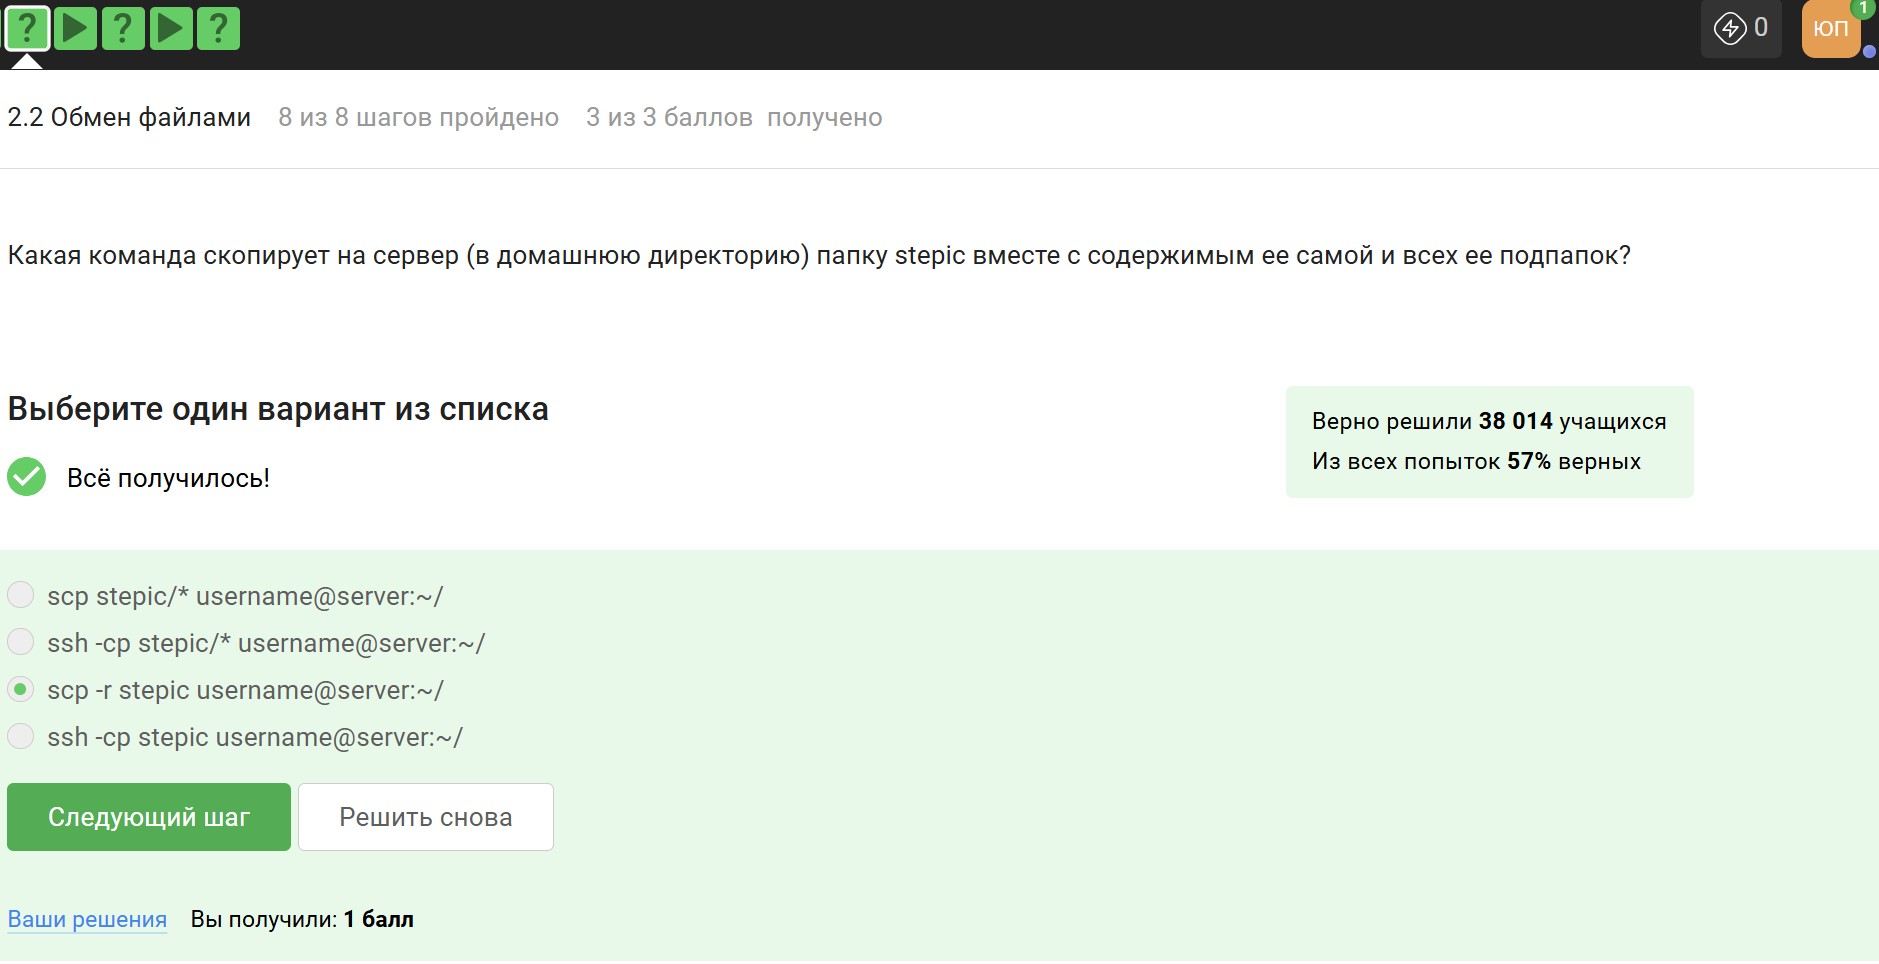 ? ? ?
0
ЮП
1
2.2 Обмен файлами 8 из 8 шагов пройдено 3 из 3 баллов получено
Какая команда скопирует на сервер (в домашнюю директорию) папку stepic вместе с содержимым ее самой и всех ее подпапок?
Выберите один вариант из списка
Всё получилось!
Верно решили 38 014 учащихся
Из всех попыток 57% верных
scp stepic/* username@server:~/
ssh -cp stepic/* username@server:~/
scp -r stepic username@server:~/
ssh -cp stepic username@server:~/
Следующий шаг
Решить снова
Ваши решения Вы получили: 1 балл